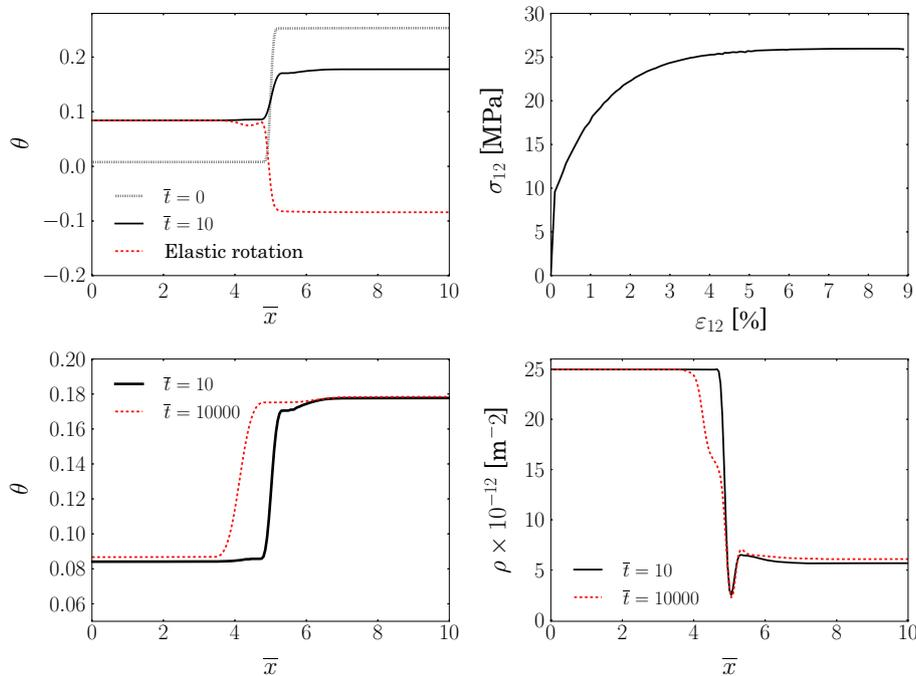 0.2
0.1
0.0
−0.1
−0.2
θ
t̅ = 0
t̅ = 10
Elastic rotation
0 2 4 6 8 10
x̅
30
25
20
15
10
5
0
σ₁₂ [MPa]
0 1 2 3 4 5 6 7 8 9
ε₁₂ [%]
0.20
0.18
0.16
0.14
0.12
0.10
0.08
0.06
θ
t̅ = 10
t̅ = 10000
0 2 4 6 8 10
x̅
25
20
15
10
5
0
ρ × 10⁻¹² [m−2]
t̅ = 10
t̅ = 10000
0 2 4 6 8 10
x̅